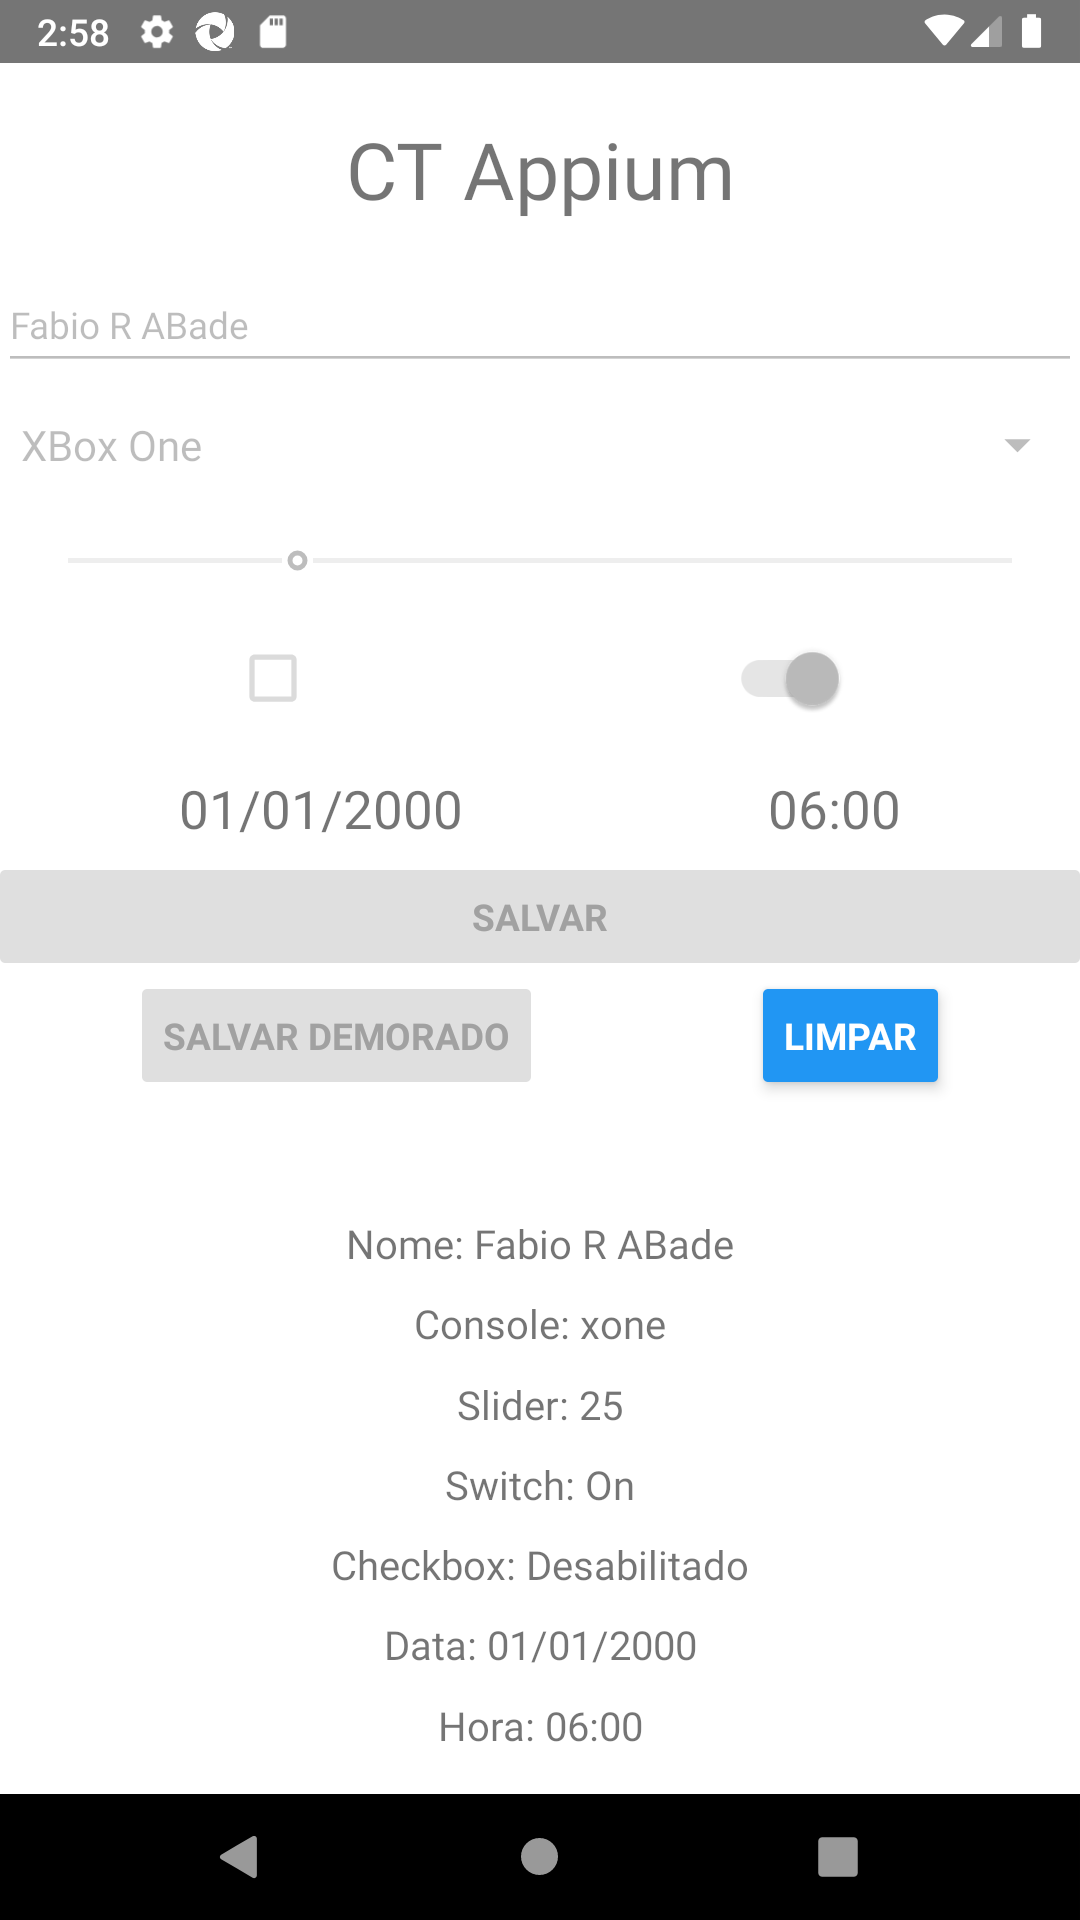 2:58
CT Appium
Fabio R ABade
XBox One
01/01/2000 06:00
SALVAR
SALVAR DEMORADO LIMPAR
Nome: Fabio R ABade
Console: xone
Slider: 25
Switch: On
Checkbox: Desabilitado
Data: 01/01/2000
Hora: 06:00